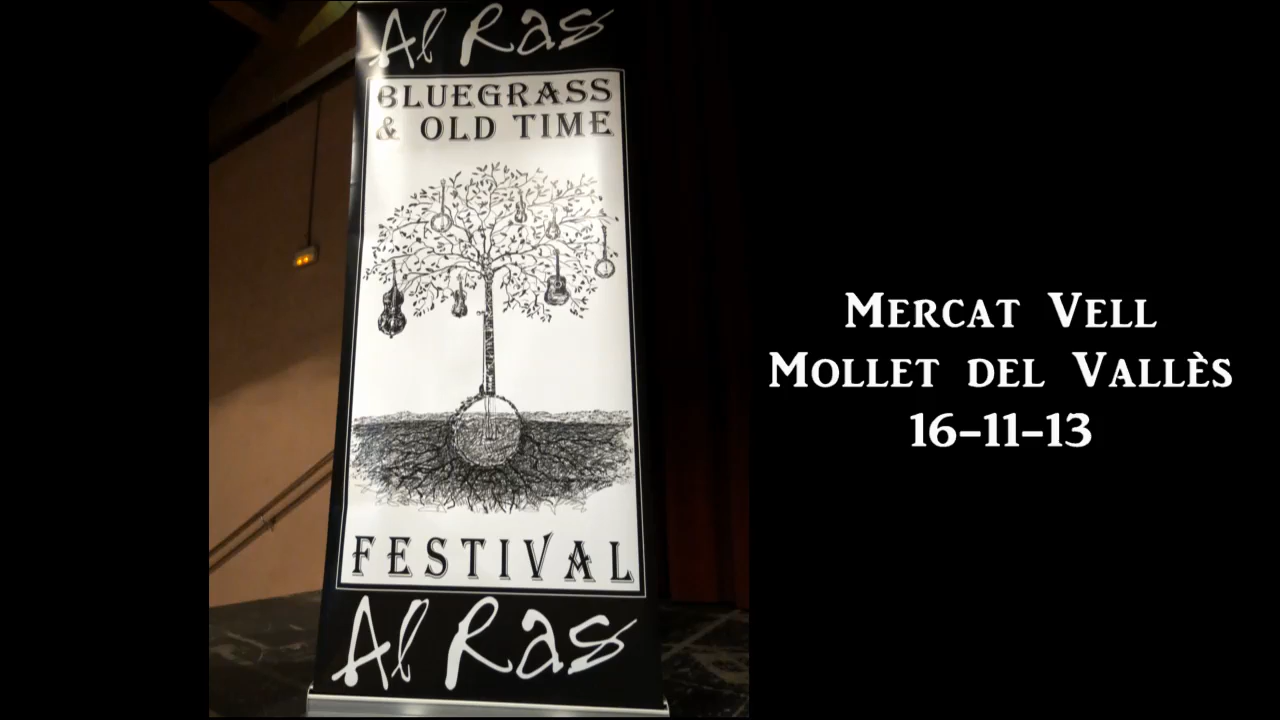 Al Ras
BLUEGRASS
& OLD TIME
FESTIVAL
Al Ras
Mercat Vell
Mollet del Vallès
16-11-13